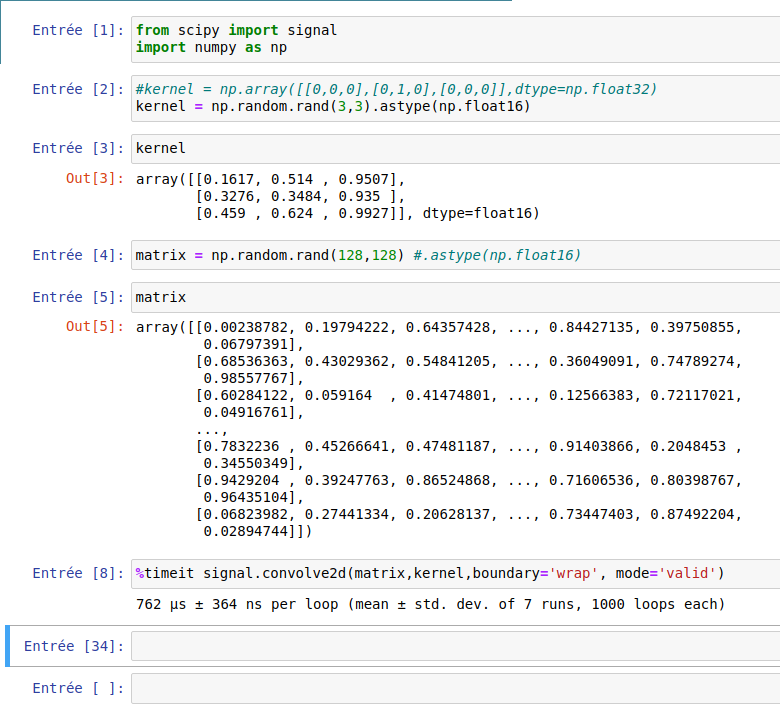 Entrée [1]: from scipy import signal
import numpy as np
Entrée [2]: #kernel = np.array([[0,0,0],[0,1,0],[0,0,0]],dtype=np.float32)
kernel = np.random.rand(3,3).astype(np.float16)
Entrée [3]: kernel
Out[3]: array([[0.1617, 0.514 , 0.9507],
[0.3276, 0.3484, 0.935 ],
[0.459 , 0.624 , 0.9927]], dtype=float16)
Entrée [4]: matrix = np.random.rand(128,128) #.astype(np.float16)
Entrée [5]: matrix
Out[5]: array([[0.00238782, 0.19794222, 0.64357428, ..., 0.84427135, 0.39750855,
0.06797391],
[0.68536363, 0.43029362, 0.54841205, ..., 0.36049091, 0.74789274,
0.98557767],
[0.60284122, 0.059164  , 0.41474801, ..., 0.12566383, 0.72117021,
0.04916761],
...,
[0.7832236 , 0.45266641, 0.47481187, ..., 0.91403866, 0.2048453 ,
0.34550349],
[0.9429204 , 0.39247763, 0.86524868, ..., 0.71606536, 0.80398767,
0.96435104],
[0.06823982, 0.27441334, 0.20628137, ..., 0.73447403, 0.87492204,
0.02894744]])
Entrée [8]: %timeit signal.convolve2d(matrix,kernel,boundary='wrap', mode='valid')
762 µs ± 364 ns per loop (mean ± std. dev. of 7 runs, 1000 loops each)
Entrée [34]:
Entrée [ ]: